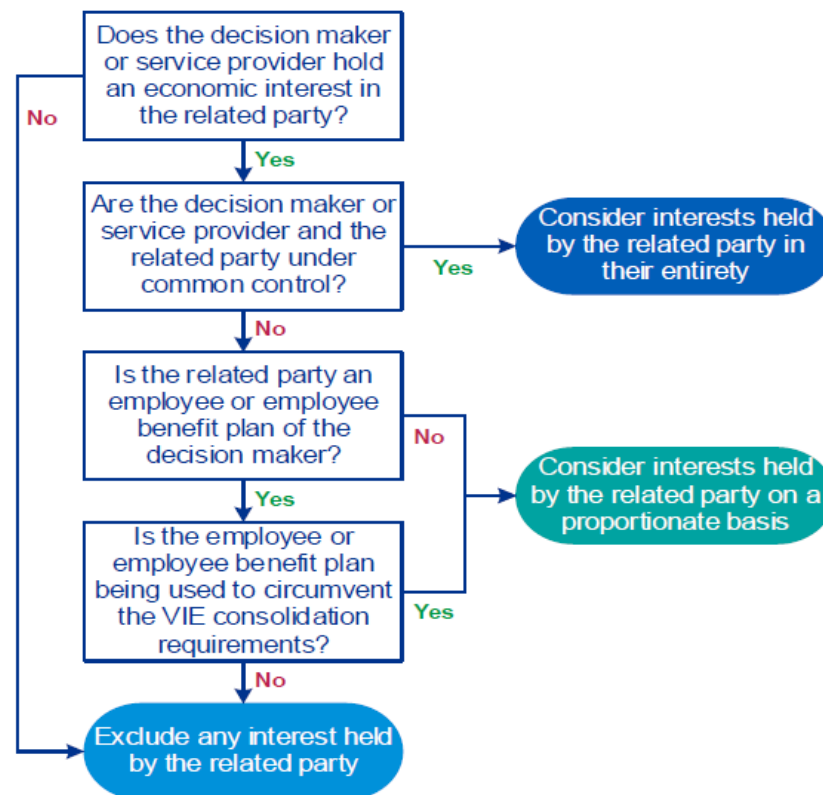 Does the decision maker
or service provider hold
an economic interest in
the related party?
No
Yes
Are the decision maker or
service provider and the
related party under
common control?
Yes
Consider interests held
by the related party in
their entirety
No
Is the related party an
employee or employee
benefit plan of the
decision maker?
No
Consider interests held
by the related party on a
proportionate basis
Yes
Is the employee or
employee benefit plan
being used to circumvent
the VIE consolidation
requirements?
Yes
No
Exclude any interest held
by the related party